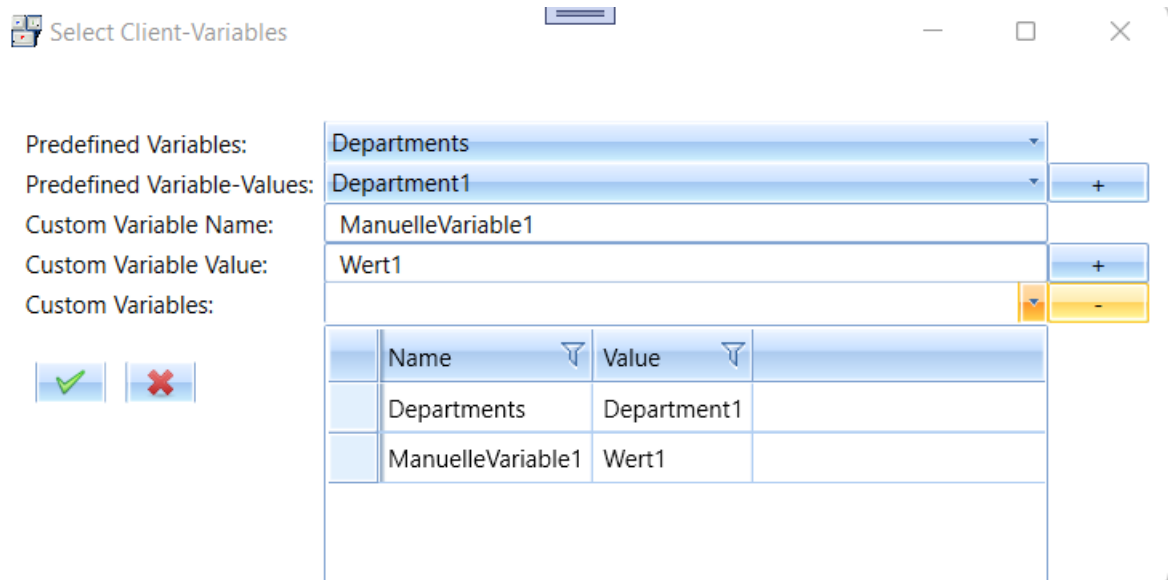 Select Client-Variables
Predefined Variables: Departments
Predefined Variable-Values: Department1 +
Custom Variable Name: ManuelleVariable1
Custom Variable Value: Wert1 +
Custom Variables: -
Name Value
Departments Department1
ManuelleVariable1 Wert1